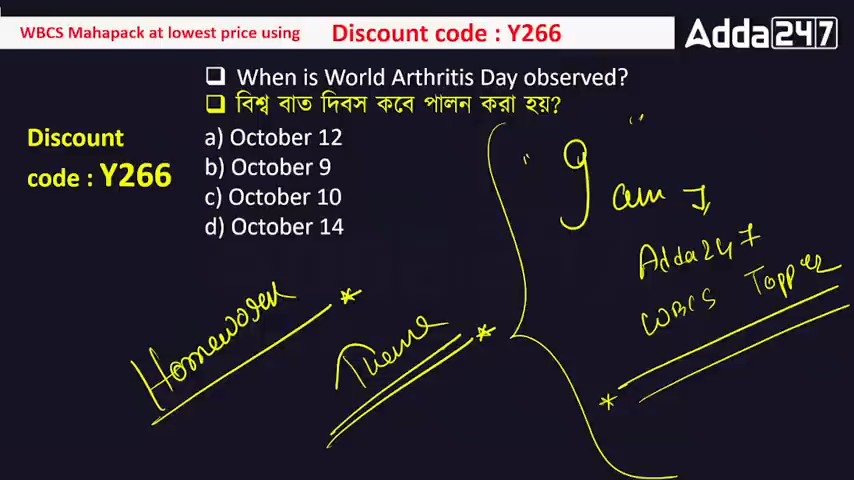 WBCS Mahapack at lowest price using Discount code : Y266
Adda247
When is World Arthritis Day observed?
বিশ্ব বাত দিবস কবে পালন করা হয়?
Discount
code : Y266
a) October 12
b) October 9
c) October 10
d) October 14
"
"
9 am
Adda247
WBCS Topper
Homework *
Theme *
*